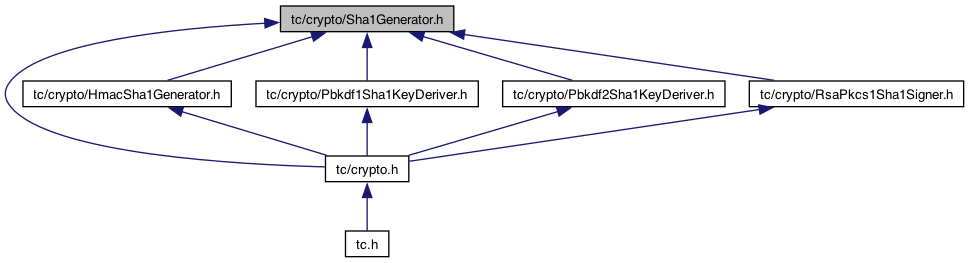 tc/crypto/Sha1Generator.h
tc/crypto/HmacSha1Generator.h
tc/crypto/Pbkdf1Sha1KeyDeriver.h
tc/crypto/Pbkdf2Sha1KeyDeriver.h
tc/crypto/RsaPkcs1Sha1Signer.h
tc/crypto.h
tc.h